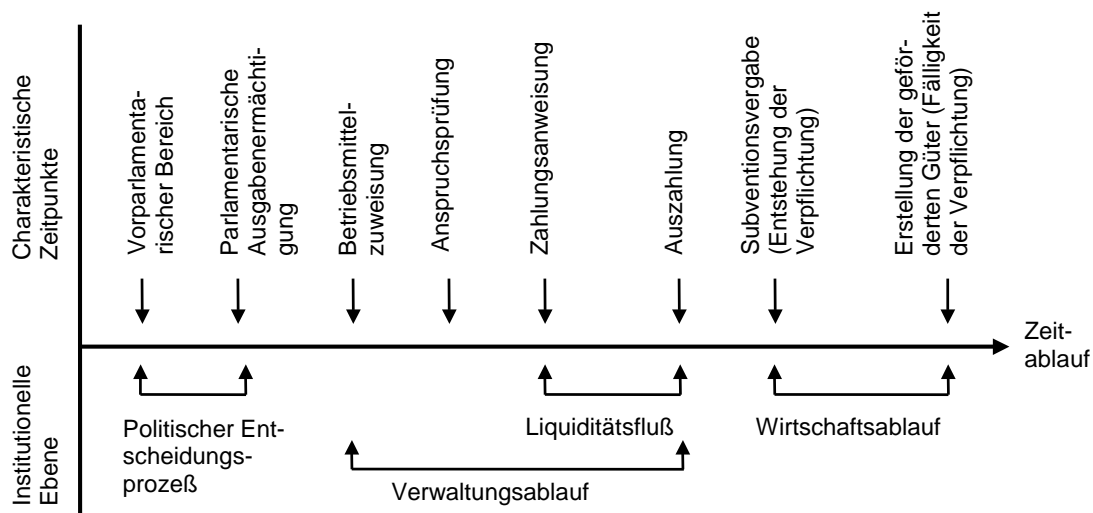 Charakteristische
Zeitpunkte
Vorparlamenta-
rischer Bereich
Parlamentarische
Ausgabenermächti-
gung
Betriebsmittel-
zuweisung
Anspruchsprüfung
Zahlungsanweisung
Auszahlung
Subventionsvergabe
(Entstehung der
Verpflichtung)
Erstellung der geför-
derten Güter (Fälligkeit
der Verpflichtung)
Zeit-
ablauf
Institutionelle
Ebene
Politischer Ent-
scheidungs-
prozeß
Liquiditätsfluß
Wirtschaftsablauf
Verwaltungsablauf